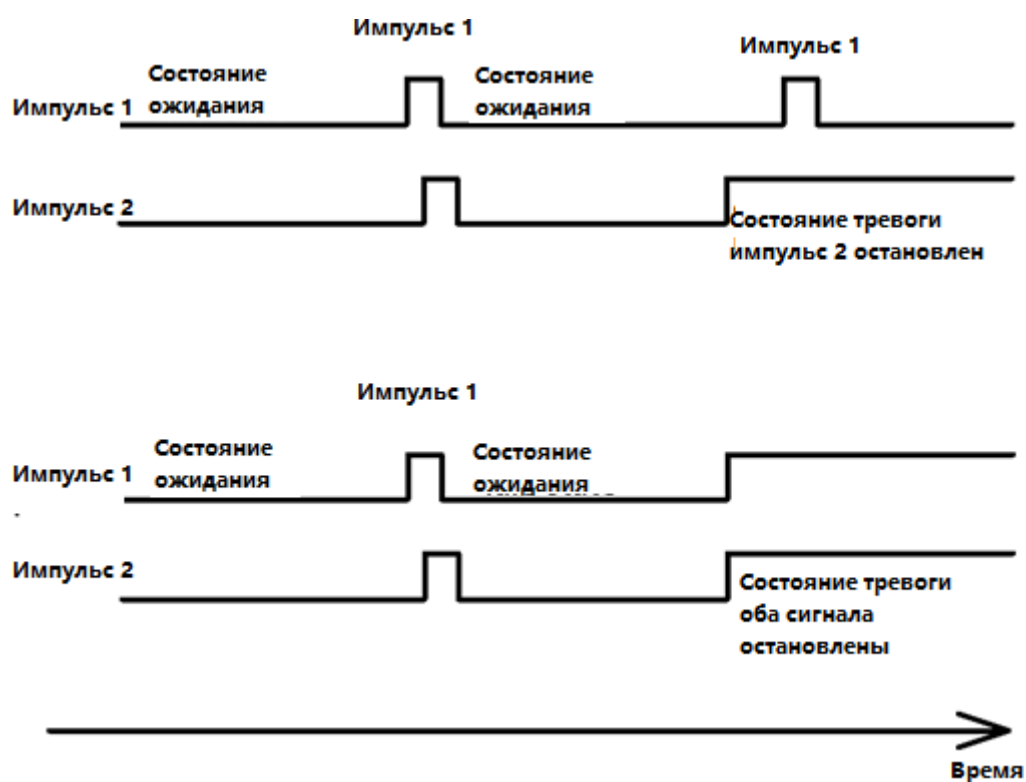 Импульс 1
Импульс 1
Состояние
ожидания
Состояние
ожидания
Импульс 1
Импульс 2
Состояние тревоги
импульс 2 остановлен
Импульс 1
Состояние
ожидания
Состояние
ожидания
Импульс 1
Импульс 2
Состояние тревоги
оба сигнала
остановлены
Время